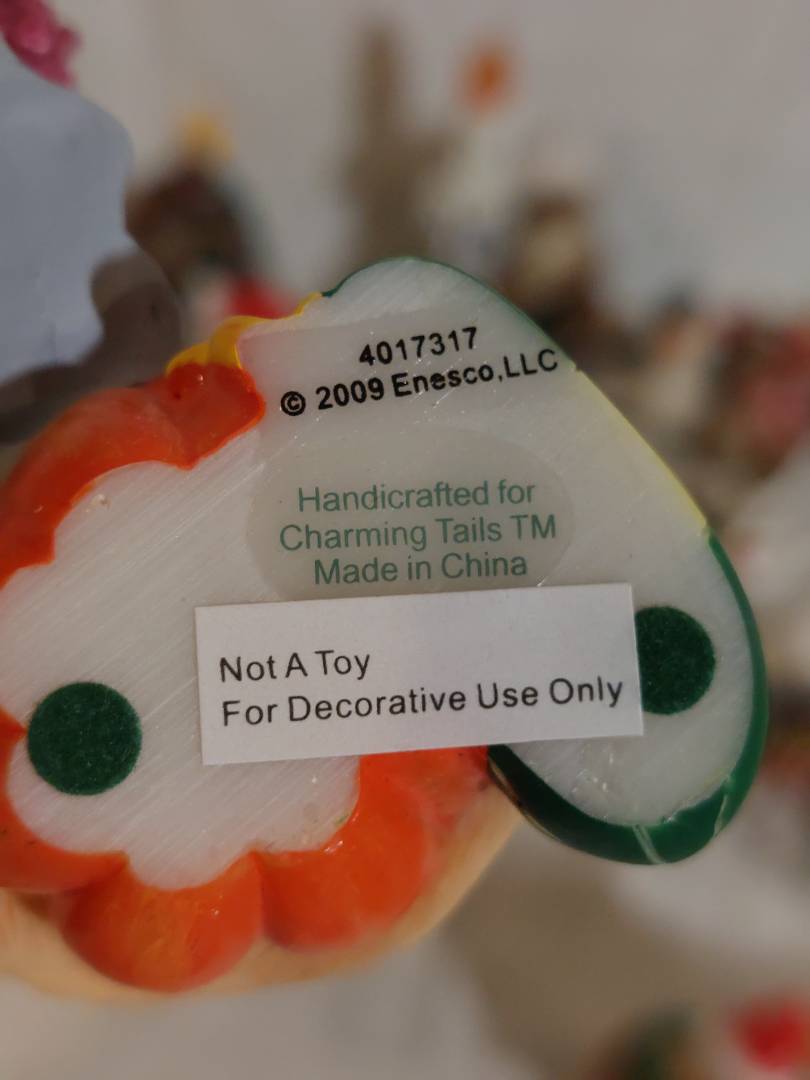 4017317
© 2009 Enesco,LLC
Handicrafted for
Charming Tails TM
Made in China
Not A Toy
For Decorative Use Only